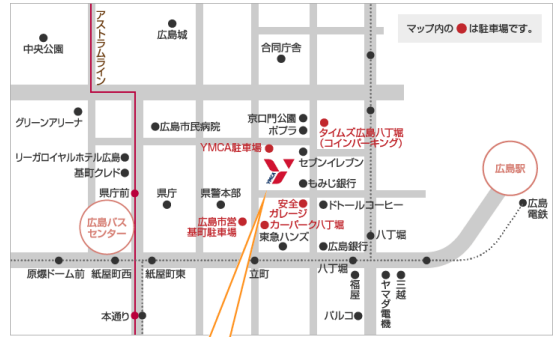 マップ内の●は駐車場です。
アストラムライン
中央公園
広島城
合同庁舎
グリーンアリーナ
広島市民病院
京口門公園
ポプラ
タイムズ広島八丁堀
(コインパーキング)
YMCA駐車場
リーガロイヤルホテル広島
基町クレド
セブンイレブン
YMCA
もみじ銀行
広島駅
県庁前
県庁
県警本部
安全
ガレージ
ドトールコーヒー
広島
電鉄
広島バス
センター
広島市営
基町駐車場
カーパーク八丁堀
東急ハンズ
広島銀行
八丁堀
原爆ドーム前
紙屋町西
紙屋町東
立町
八丁堀
福屋
ヤマダ電機
三越
本通り
パルコ